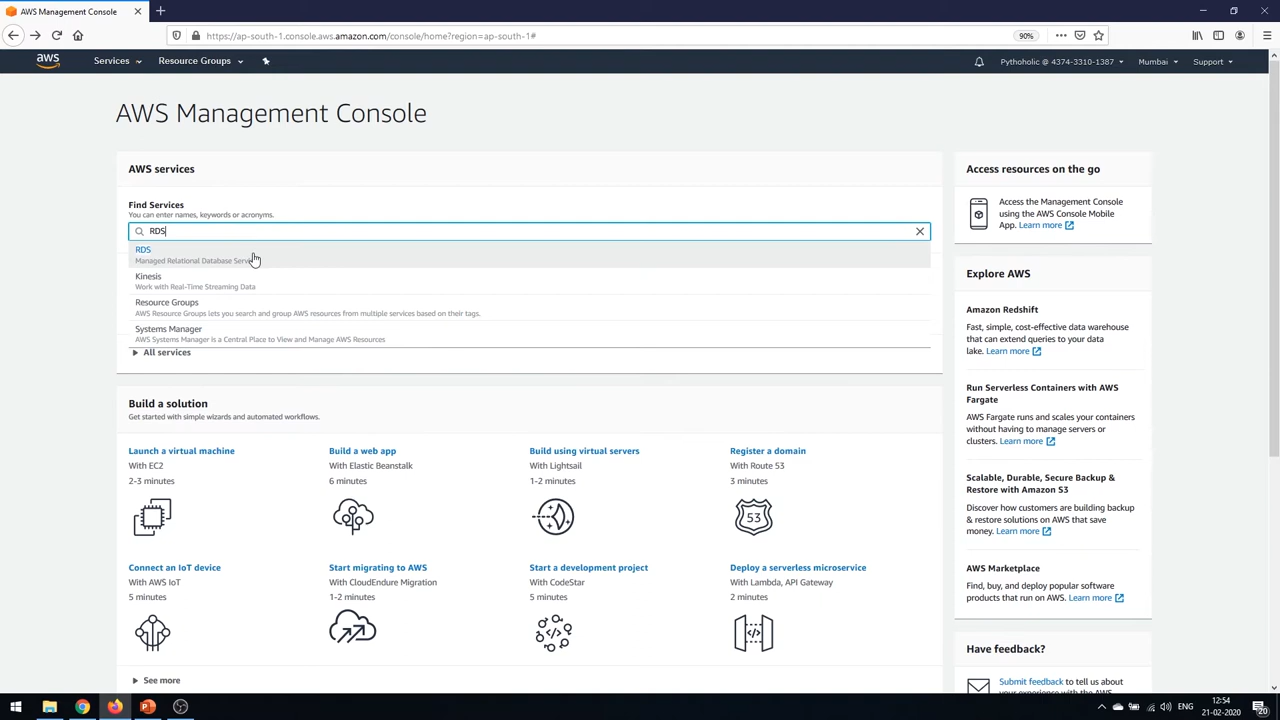 AWS Management Console
https://ap-south-1.console.aws.amazon.com/console/home?region=ap-south-1#
90%
aws
Services
Resource Groups
Pythoholic @ 4374-3310-1387
Mumbai
Support
AWS Management Console
AWS services
Find Services
You can enter names, keywords or acronyms.
RDS
RDS
Managed Relational Database
Kinesis
Work with Real-Time Streaming Data
Resource Groups
AWS Resource Groups lets you search and group AWS resources from multiple services based on their tags.
Systems Manager
AWS Systems Manager is a Central Place to View and Manage AWS Resources
All services
Build a solution
Get started with simple wizards and automated workflows.
Launch a virtual machine
With EC2
2-3 minutes
Build a web app
With Elastic Beanstalk
6 minutes
Build using virtual servers
With Lightsail
1-2 minutes
Register a domain
With Route 53
3 minutes
53
Connect an IoT device
With AWS IoT
5 minutes
Start migrating to AWS
With CloudEndure Migration
1-2 minutes
Start a development project
With CodeStar
5 minutes
Deploy a serverless microservice
With Lambda, API Gateway
2 minutes
See more
Access resources on the go
Access the Management Console
using the AWS Console Mobile
App. Learn more
Explore AWS
Amazon Redshift
Fast, simple, cost-effective data warehouse
that can extend queries to your data
lake. Learn more
Run Serverless Containers with AWS
Fargate
AWS Fargate runs and scales your containers
without having to manage servers or
clusters. Learn more
Scalable, Durable, Secure Backup &
Restore with Amazon S3
Discover how customers are building backup
& restore solutions on AWS that save
money. Learn more
AWS Marketplace
Find, buy, and deploy popular software
products that run on AWS. Learn more
Have feedback?
Submit feedback to tell us about
your experience with the AWS
ENG
12:54
21-02-2020
20